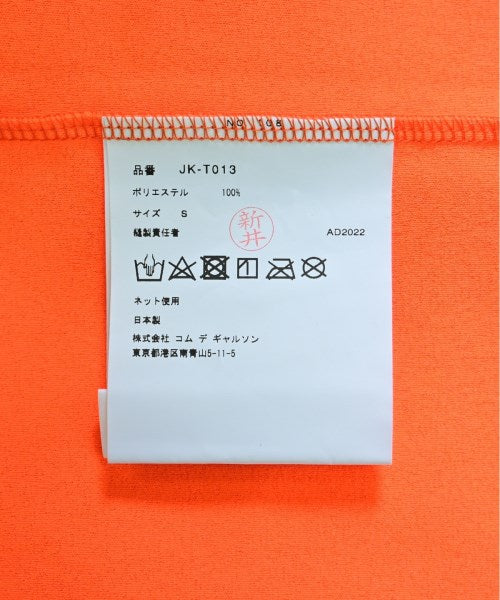 NO 108
品番 JK-T013
ポリエステル 100%
サイズ S
縫製責任者 新井 AD2022
ネット使用
日本製
株式会社 コム デ ギャルソン
東京都港区南青山5-11-5